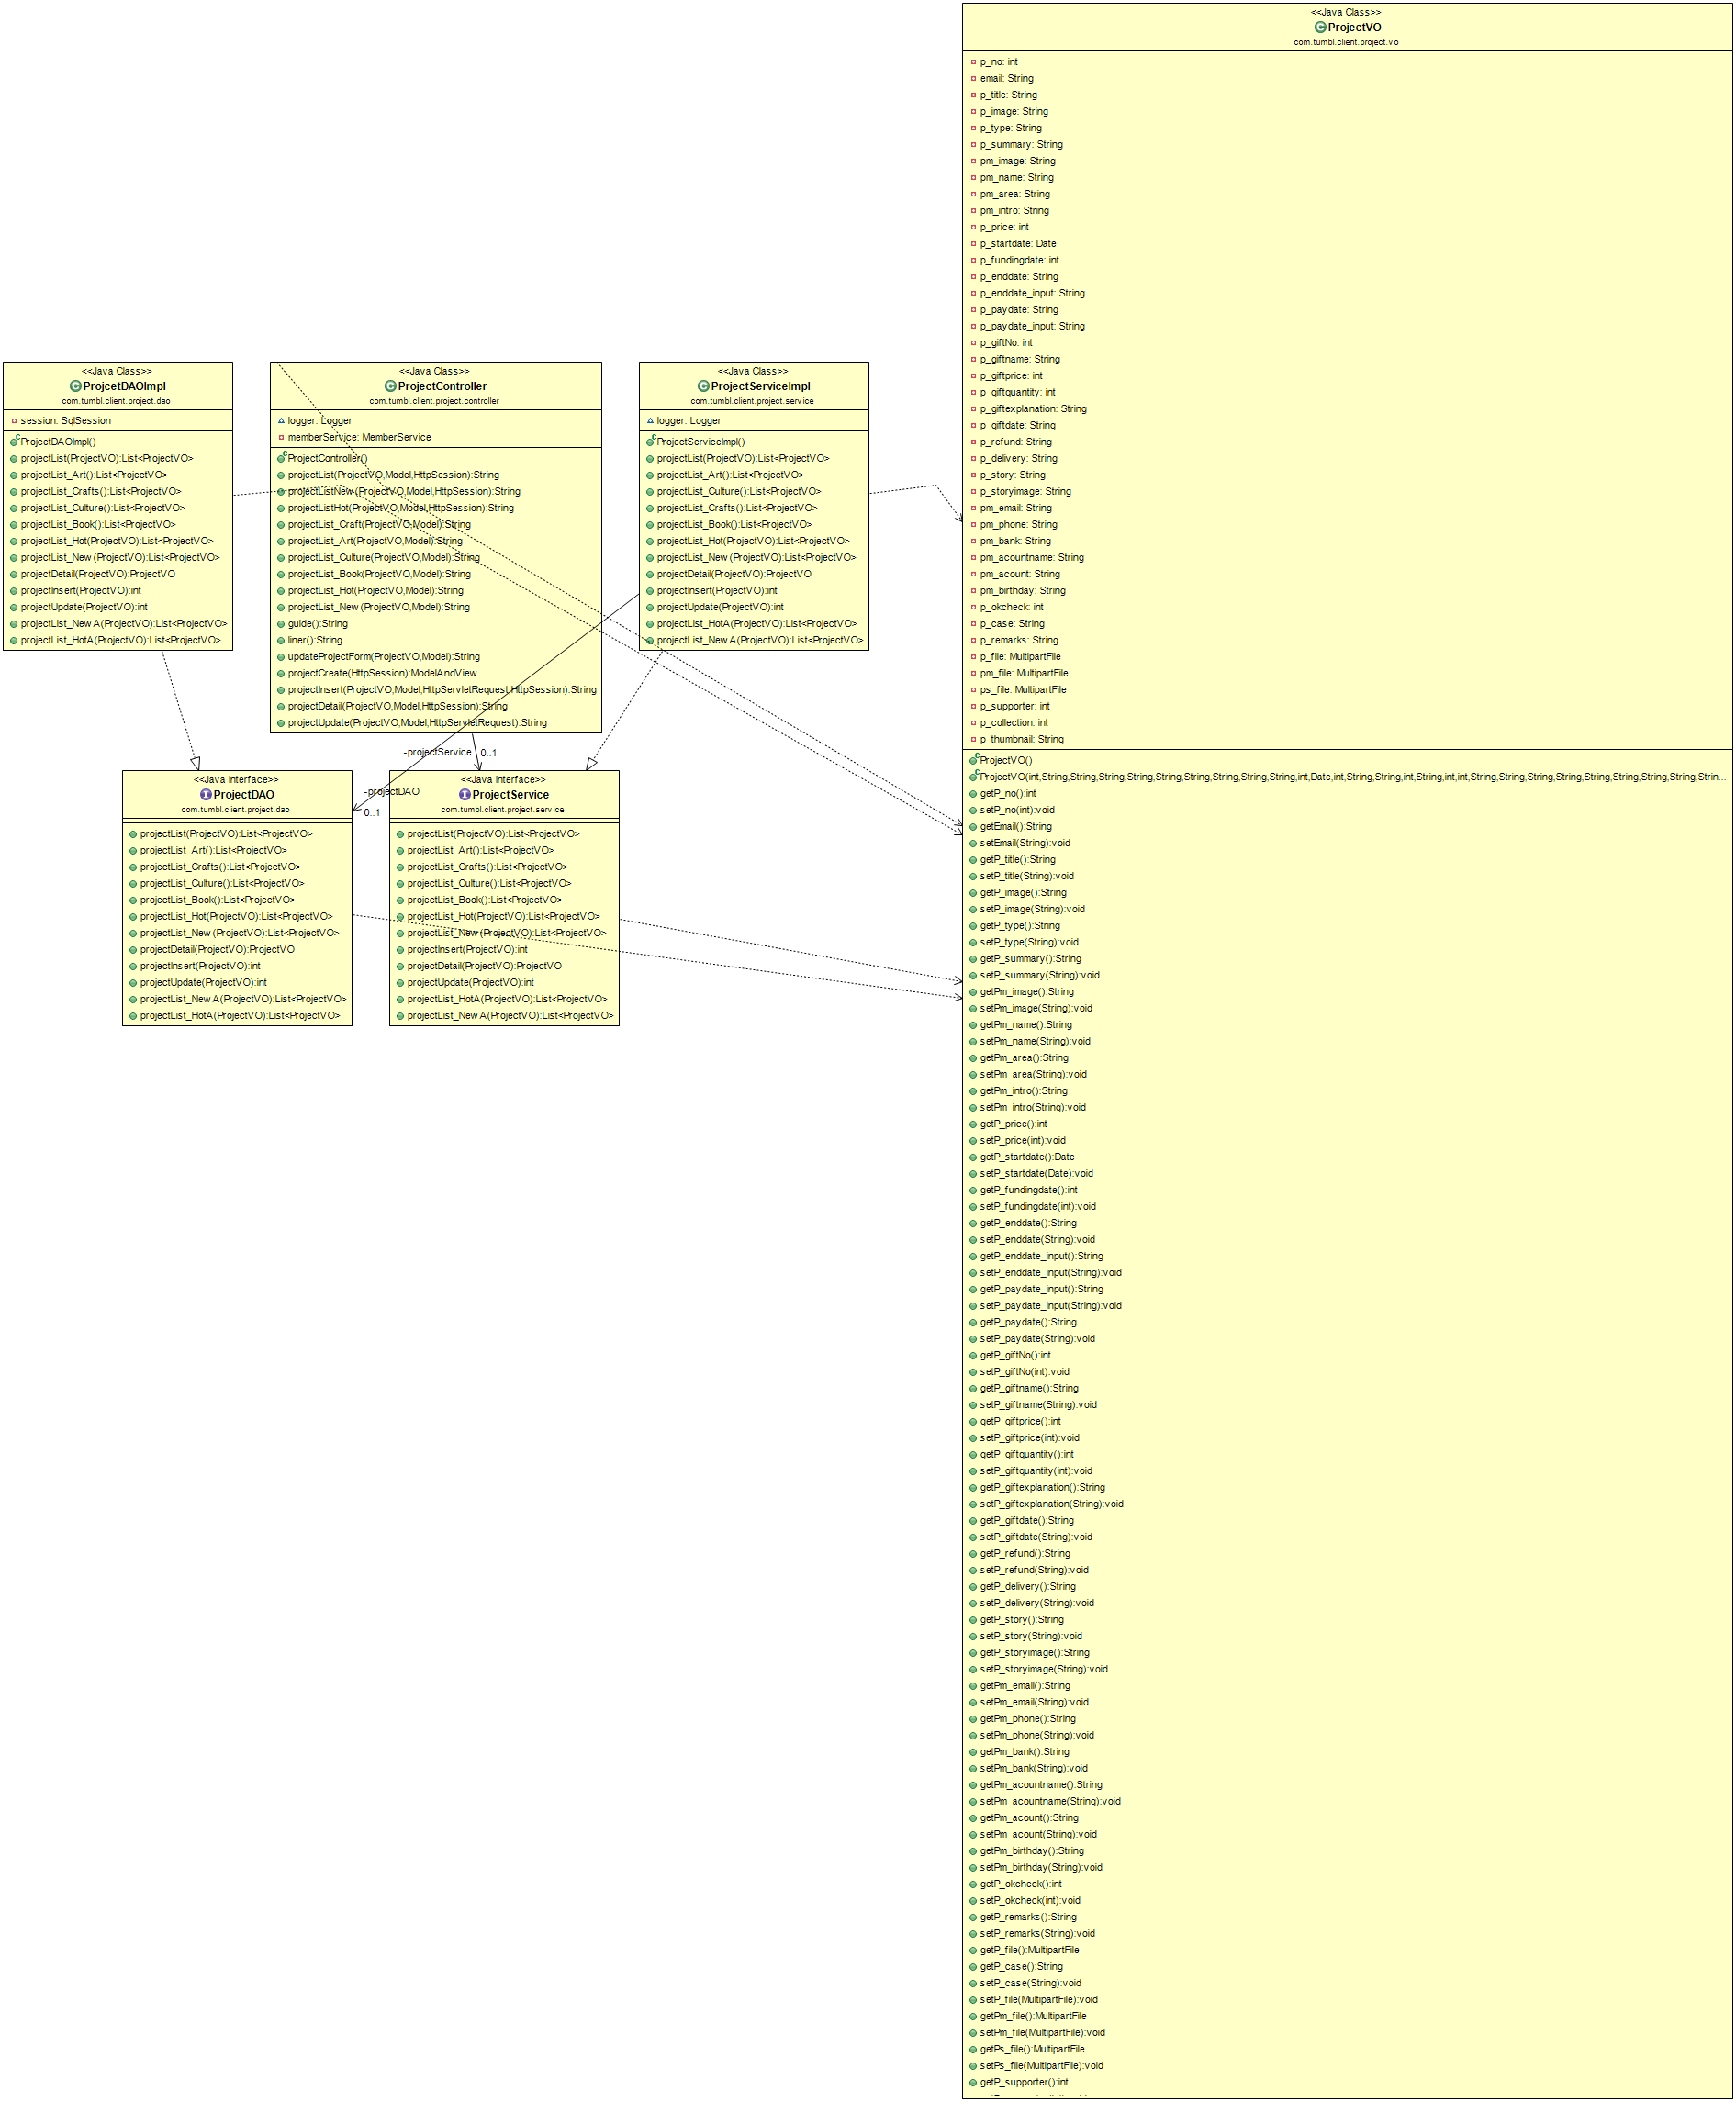 <<Java Class>>
ProjcetDAOImpl
com.tumbl.client.project.dao
session: SqlSession
ProjcetDAOImpl()
projectList(ProjectVO):List<ProjectVO>
projectList_Art():List<ProjectVO>
projectList_Crafts():List<ProjectVO>
projectList_Culture():List<ProjectVO>
projectList_Book():List<ProjectVO>
projectList_Hot(ProjectVO):List<ProjectVO>
projectList_New(ProjectVO):List<ProjectVO>
projectDetail(ProjectVO):ProjectVO
projectInsert(ProjectVO):int
projectUpdate(ProjectVO):int
projectList_NewA(ProjectVO):List<ProjectVO>
projectList_HotA(ProjectVO):List<ProjectVO>
<<Java Class>>
ProjectController
com.tumbl.client.project.controller
logger: Logger
memberService: MemberService
ProjectController()
projectList(ProjectVO,Model,HttpSession):String
projectListNew(ProjectVO,Model,HttpSession):String
projectListHot(ProjectVO,Model,HttpSession):String
projectList_Craft(ProjectVO,Model):String
projectList_Art(ProjectVO,Model):String
projectList_Culture(ProjectVO,Model):String
projectList_Book(ProjectVO,Model):String
projectList_Hot(ProjectVO,Model):String
projectList_New(ProjectVO,Model):String
guide():String
liner():String
updateProjectForm(ProjectVO,Model):String
projectCreate(HttpSession):ModelAndView
projectInsert(ProjectVO,Model,HttpServletRequest,HttpSession):String
projectDetail(ProjectVO,Model,HttpSession):String
projectUpdate(ProjectVO,Model,HttpServletRequest):String
<<Java Class>>
ProjectServiceImpl
com.tumbl.client.project.service
logger: Logger
ProjectServiceImpl()
projectList(ProjectVO):List<ProjectVO>
projectList_Art():List<ProjectVO>
projectList_Culture():List<ProjectVO>
projectList_Crafts():List<ProjectVO>
projectList_Book():List<ProjectVO>
projectList_Hot(ProjectVO):List<ProjectVO>
projectList_New(ProjectVO):List<ProjectVO>
projectDetail(ProjectVO):ProjectVO
projectInsert(ProjectVO):int
projectUpdate(ProjectVO):int
projectList_HotA(ProjectVO):List<ProjectVO>
projectList_NewA(ProjectVO):List<ProjectVO>
-projectService 0..1
-projectDAO
0..1
<<Java Interface>>
ProjectDAO
com.tumbl.client.project.dao
projectList(ProjectVO):List<ProjectVO>
projectList_Art():List<ProjectVO>
projectList_Crafts():List<ProjectVO>
projectList_Culture():List<ProjectVO>
projectList_Book():List<ProjectVO>
projectList_Hot(ProjectVO):List<ProjectVO>
projectList_New(ProjectVO):List<ProjectVO>
projectDetail(ProjectVO):ProjectVO
projectInsert(ProjectVO):int
projectUpdate(ProjectVO):int
projectList_NewA(ProjectVO):List<ProjectVO>
projectList_HotA(ProjectVO):List<ProjectVO>
<<Java Interface>>
ProjectService
com.tumbl.client.project.service
projectList(ProjectVO):List<ProjectVO>
projectList_Art():List<ProjectVO>
projectList_Crafts():List<ProjectVO>
projectList_Culture():List<ProjectVO>
projectList_Book():List<ProjectVO>
projectList_Hot(ProjectVO):List<ProjectVO>
projectList_New(ProjectVO):List<ProjectVO>
projectInsert(ProjectVO):int
projectDetail(ProjectVO):ProjectVO
projectUpdate(ProjectVO):int
projectList_HotA(ProjectVO):List<ProjectVO>
projectList_NewA(ProjectVO):List<ProjectVO>
<<Java Class>>
ProjectVO
com.tumbl.client.project.vo
p_no: int
email: String
p_title: String
p_image: String
p_type: String
p_summary: String
pm_image: String
pm_name: String
pm_area: String
pm_intro: String
p_price: int
p_startdate: Date
p_fundingdate: int
p_enddate: String
p_enddate_input: String
p_paydate: String
p_paydate_input: String
p_giftNo: int
p_giftname: String
p_giftprice: int
p_giftquantity: int
p_giftexplanation: String
p_giftdate: String
p_refund: String
p_delivery: String
p_story: String
p_storyimage: String
pm_email: String
pm_phone: String
pm_bank: String
pm_acountname: String
pm_acount: String
pm_birthday: String
p_okcheck: int
p_case: String
p_remarks: String
p_file: MultipartFile
pm_file: MultipartFile
ps_file: MultipartFile
p_supporter: int
p_collection: int
p_thumbnail: String
ProjectVO()
ProjectVO(int,String,String,String,String,String,String,String,String,String,int,Date,int,String,String,int,String,int,int,String,String,String,String,String,String,String,String,Strin...
getP_no():int
setP_no(int):void
getEmail():String
setEmail(String):void
getP_title():String
setP_title(String):void
getP_image():String
setP_image(String):void
getP_type():String
setP_type(String):void
getP_summary():String
setP_summary(String):void
getPm_image():String
setPm_image(String):void
getPm_name():String
setPm_name(String):void
getPm_area():String
setPm_area(String):void
getPm_intro():String
setPm_intro(String):void
getP_price():int
setP_price(int):void
getP_startdate():Date
setP_startdate(Date):void
getP_fundingdate():int
setP_fundingdate(int):void
getP_enddate():String
setP_enddate(String):void
getP_enddate_input():String
setP_enddate_input(String):void
getP_paydate_input():String
setP_paydate_input(String):void
getP_paydate():String
setP_paydate(String):void
getP_giftNo():int
setP_giftNo(int):void
getP_giftname():String
setP_giftname(String):void
getP_giftprice():int
setP_giftprice(int):void
getP_giftquantity():int
setP_giftquantity(int):void
getP_giftexplanation():String
setP_giftexplanation(String):void
getP_giftdate():String
setP_giftdate(String):void
getP_refund():String
setP_refund(String):void
getP_delivery():String
setP_delivery(String):void
getP_story():String
setP_story(String):void
getP_storyimage():String
setP_storyimage(String):void
getPm_email():String
setPm_email(String):void
getPm_phone():String
setPm_phone(String):void
getPm_bank():String
setPm_bank(String):void
getPm_acountname():String
setPm_acountname(String):void
getPm_acount():String
setPm_acount(String):void
getPm_birthday():String
setPm_birthday(String):void
getP_okcheck():int
setP_okcheck(int):void
getP_remarks():String
setP_remarks(String):void
getP_file():MultipartFile
getP_case():String
setP_case(String):void
setP_file(MultipartFile):void
getPm_file():MultipartFile
setPm_file(MultipartFile):void
getPs_file():MultipartFile
setPs_file(MultipartFile):void
getP_supporter():int